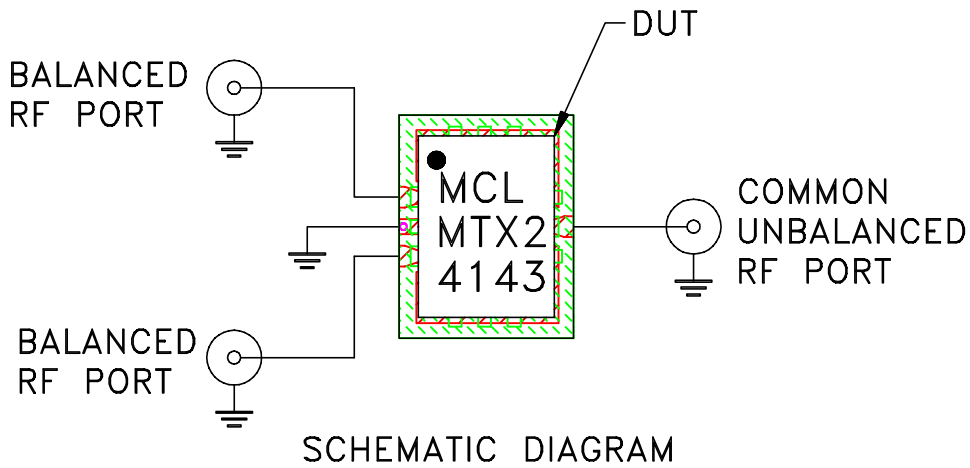 DUT
BALANCED
RF PORT
MCL
MTX2
4143
COMMON
UNBALANCED
RF PORT
BALANCED
RF PORT
SCHEMATIC DIAGRAM